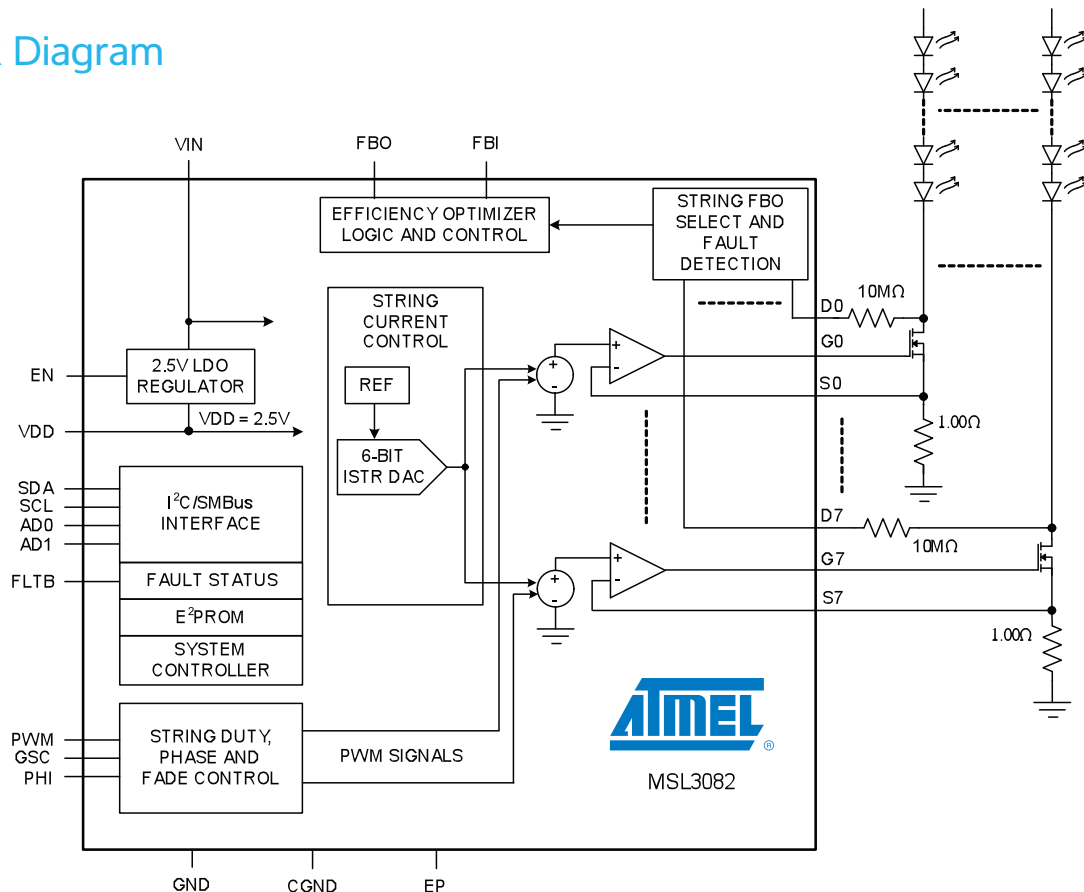 Diagram
VIN
FBO
FBI
EFFICIENCY OPTIMIZER
LOGIC AND CONTROL
STRING FBO
SELECT AND
FAULT
DETECTION
STRING
CURRENT
CONTROL
REF
6-BIT
ISTR DAC
2.5V LDO
REGULATOR
VDD = 2.5V
EN
VDD
SDA
SCL
AD0
AD1
FLTB
I²C/SMBus
INTERFACE
FAULT STATUS
E²PROM
SYSTEM
CONTROLLER
PWM
GSC
PHI
STRING DUTY,
PHASE AND
FADE CONTROL
PWM SIGNALS
+
-
+
-
+
-
+
-
D0
10MΩ
G0
S0
1.00Ω
D7
10MΩ
G7
S7
1.00Ω
ATMEL
®
MSL3082
GND
CGND
EP